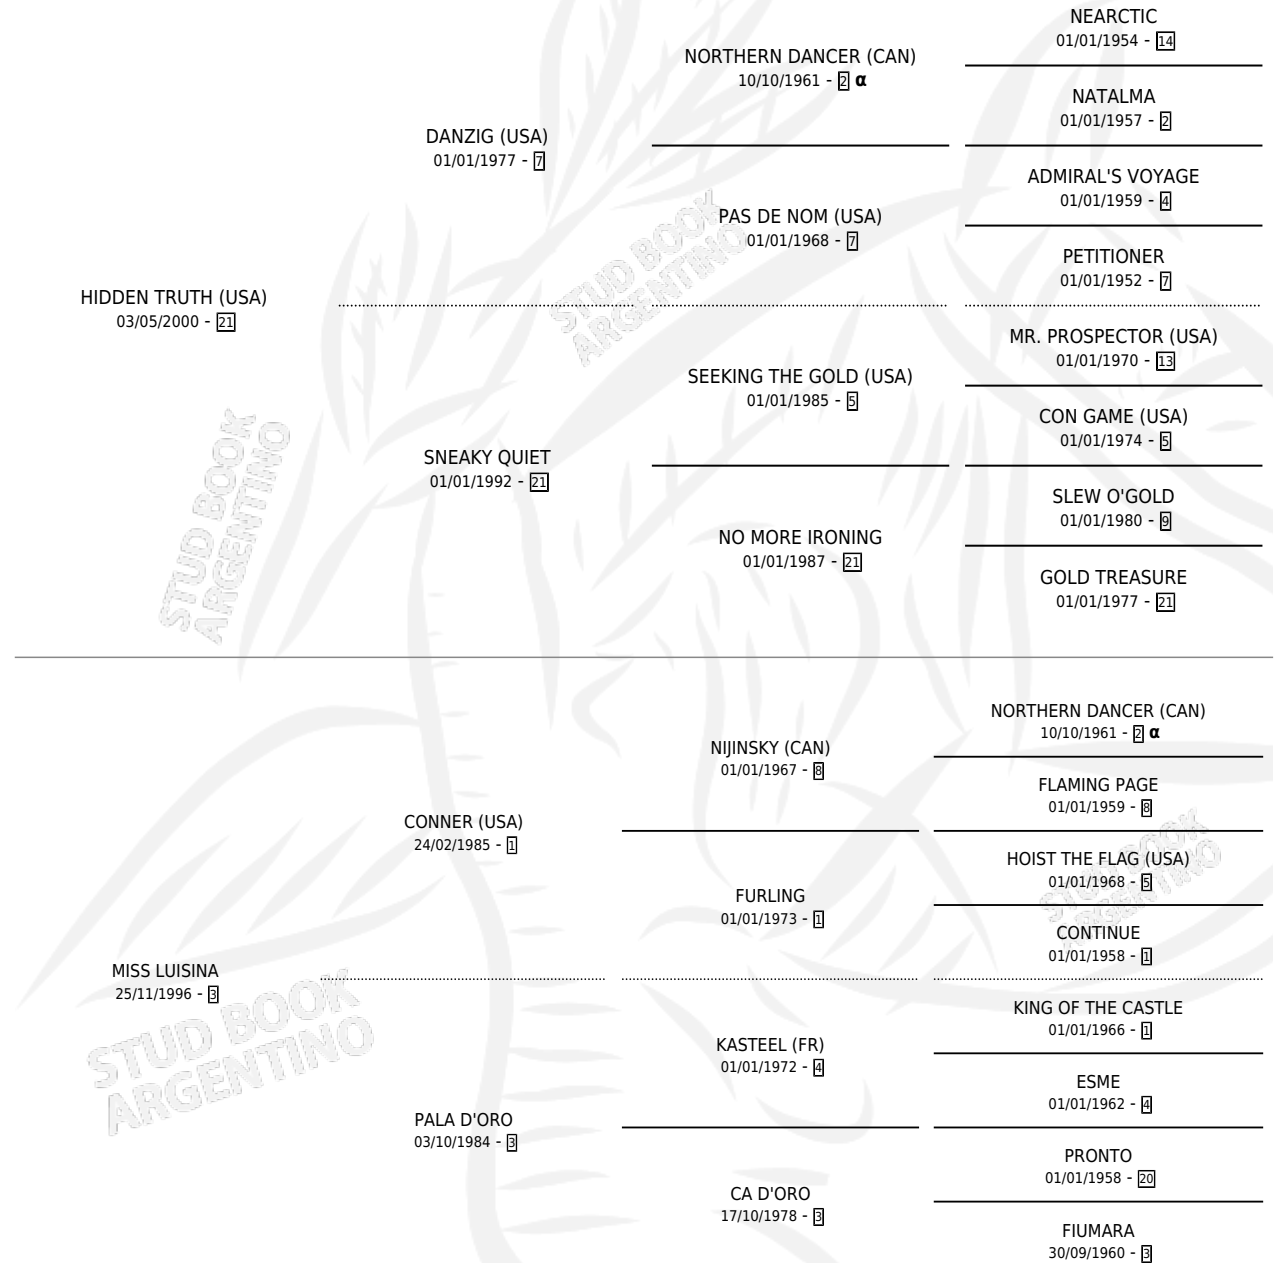 NEARCTIC
01/01/1954 - 14
NORTHERN DANCER (CAN)
10/10/1961 - 2 α
NATALMA
01/01/1957 - 2
DANZIG (USA)
01/01/1977 - 7
ADMIRAL'S VOYAGE
01/01/1959 - 4
PAS DE NOM (USA)
01/01/1968 - 7
PETITIONER
01/01/1952 - 7
HIDDEN TRUTH (USA)
03/05/2000 - 21
MR. PROSPECTOR (USA)
01/01/1970 - 13
SEEKING THE GOLD (USA)
01/01/1985 - 5
CON GAME (USA)
01/01/1974 - 5
SNEAKY QUIET
01/01/1992 - 21
SLEW O'GOLD
01/01/1980 - 9
NO MORE IRONING
01/01/1987 - 21
GOLD TREASURE
01/01/1977 - 21
STUD BOOK
ARGENTINO
STUD BOOK
ARGENTINO
NORTHERN DANCER (CAN)
10/10/1961 - 2 α
NIJINSKY (CAN)
01/01/1967 - 8
FLAMING PAGE
01/01/1959 - 8
CONNER (USA)
24/02/1985 - 1
HOIST THE FLAG (USA)
01/01/1968 - 5
FURLING
01/01/1973 - 1
CONTINUE
01/01/1958 - 1
MISS LUISINA
25/11/1996 - 3
KING OF THE CASTLE
01/01/1966 - 1
KASTEEL (FR)
01/01/1972 - 4
ESME
01/01/1962 - 4
PALA D'ORO
03/10/1984 - 3
PRONTO
01/01/1958 - 20
CA D'ORO
17/10/1978 - 3
FIUMARA
30/09/1960 - 3
STUD BOOK
ARGENTINO
STUD BOOK
ARGENTINO